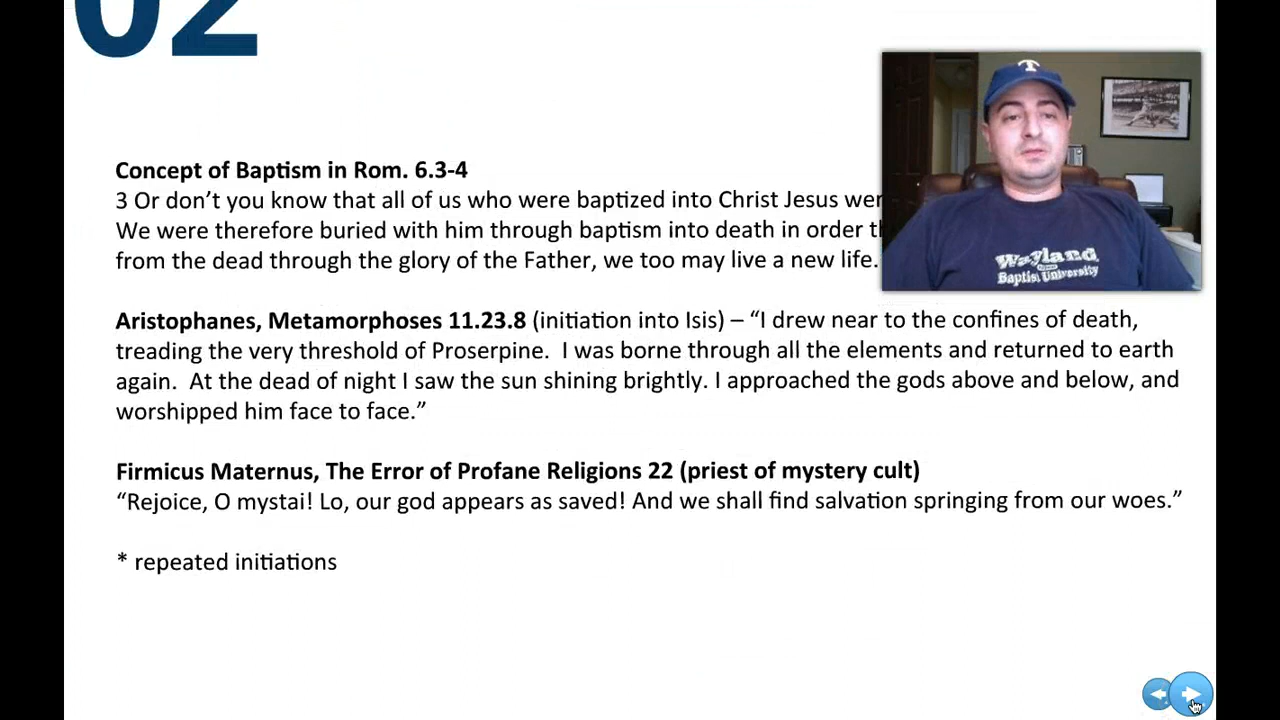 02
Concept of Baptism in Rom. 6.3-4
3 Or don’t you know that all of us who were baptized into Christ Jesus wer
We were therefore buried with him through baptism into death in order th
from the dead through the glory of the Father, we too may live a new life.
Aristophanes, Metamorphoses 11.23.8 (initiation into Isis) – “I drew near to the confines of death,
treading the very threshold of Proserpine.  I was borne through all the elements and returned to earth
again.  At the dead of night I saw the sun shining brightly. I approached the gods above and below, and
worshipped him face to face.”
Firmicus Maternus, The Error of Profane Religions 22 (priest of mystery cult)
“Rejoice, O mystai! Lo, our god appears as saved! And we shall find salvation springing from our woes.”
* repeated initiations
T
Wayland
Baptist University